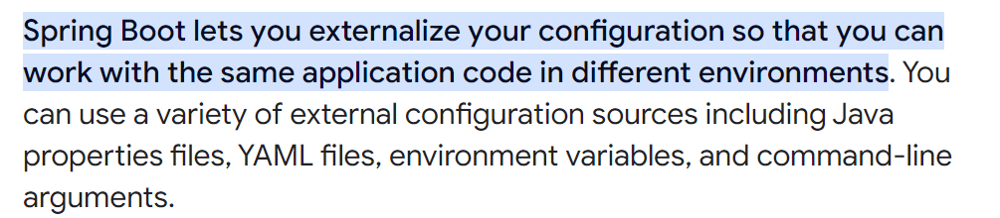 Spring Boot lets you externalize your configuration so that you can
work with the same application code in different environments. You
can use a variety of external configuration sources including Java
properties files, YAML files, environment variables, and command-line
arguments.